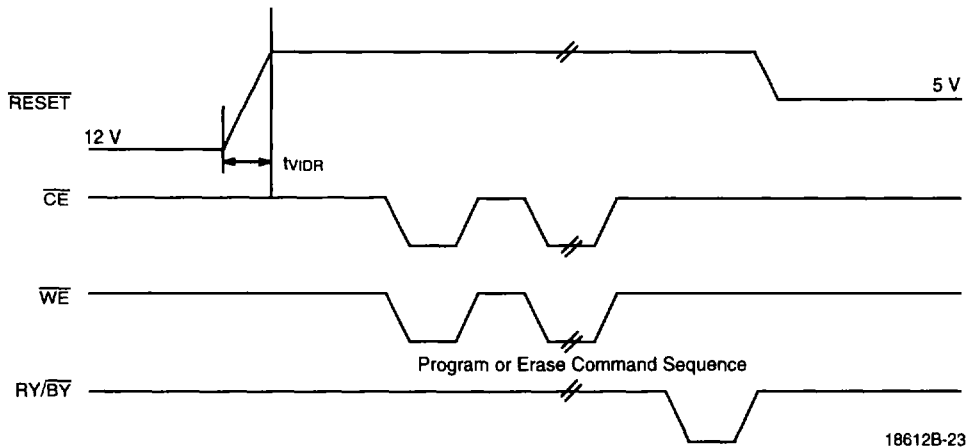 RESET
12 V
5 V
tVIDR
CE
WE
Program or Erase Command Sequence
RY/BY
18612B-23